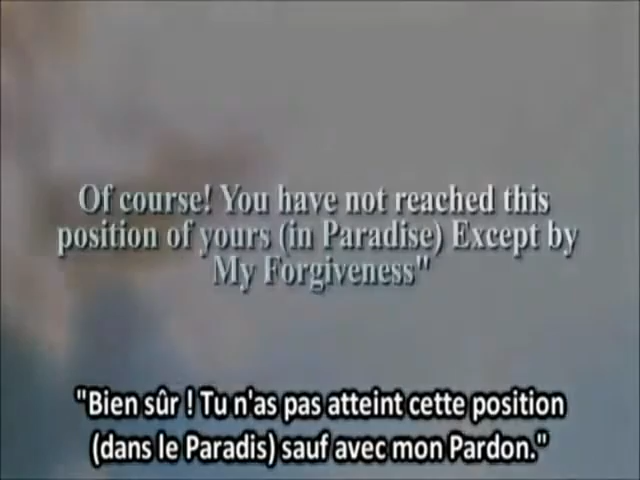 Of course! You have not reached this
position of yours (in Paradise) Except by
My Forgiveness"
"Bien sûr ! Tu n'as pas atteint cette position
(dans le Paradis) sauf avec mon Pardon."